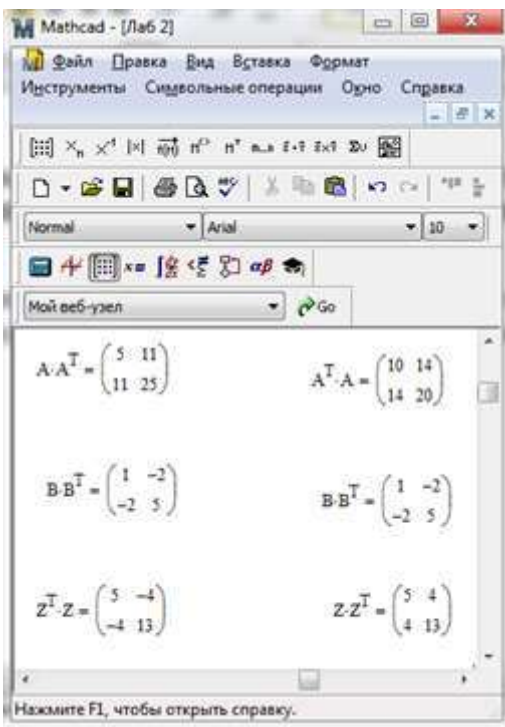 Mathcad - [Лаб 2]
Файл Правка Вид Вставка Формат
Инструменты Символьные операции Окно Справка
Normal Arial 10
αβ
Мой веб-узел Go
A·A^T = (5 11; 11 25) A^T·A = (10 14; 14 20)
B·B^T = (1 -2; -2 5) B·B^T = (1 -2; -2 5)
Z^T·Z = (5 -4; -4 13) Z·Z^T = (5 4; 4 13)
Нажмите F1, чтобы открыть справку.